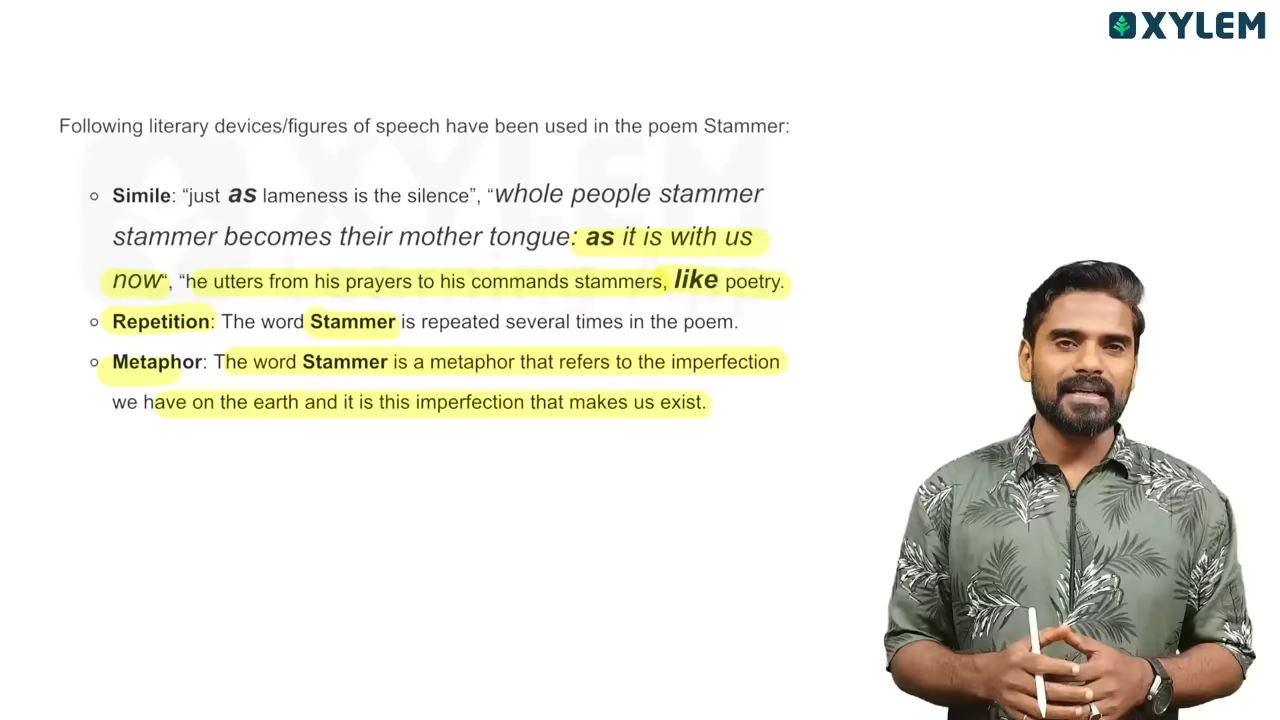 XYLEM
Following literary devices/figures of speech have been used in the poem Stammer:
Simile: “just as lameness is the silence”, “whole people stammer
stammer becomes their mother tongue: as it is with us
now“, “he utters from his prayers to his commands stammers, like poetry.
Repetition: The word Stammer is repeated several times in the poem.
Metaphor: The word Stammer is a metaphor that refers to the imperfection
we have on the earth and it is this imperfection that makes us exist.
XYLEM